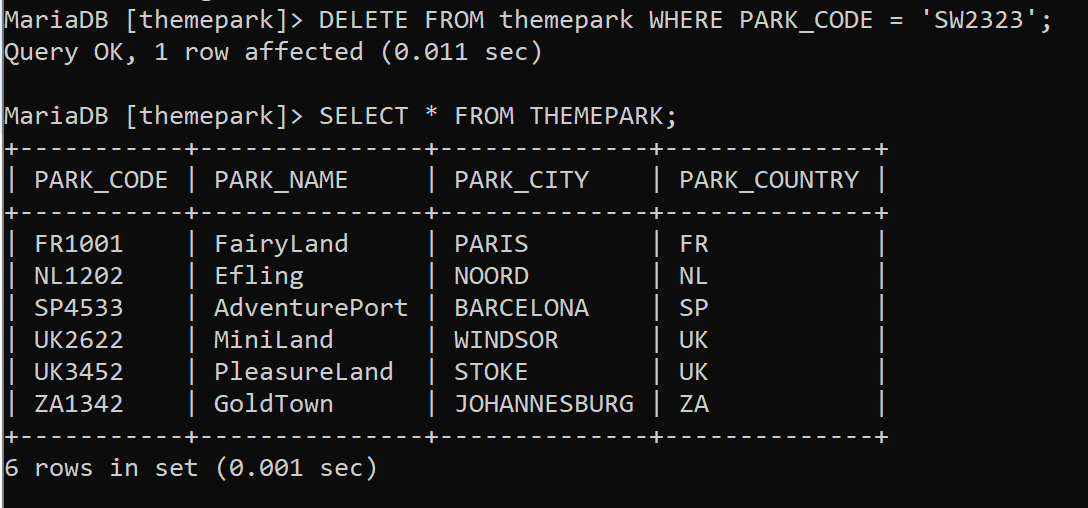 MariaDB [themepark]> DELETE FROM themepark WHERE PARK_CODE = 'SW2323';
Query OK, 1 row affected (0.011 sec)

MariaDB [themepark]> SELECT * FROM THEMEPARK;
+-----------+---------------+--------------+--------------+
| PARK_CODE | PARK_NAME     | PARK_CITY    | PARK_COUNTRY |
+-----------+---------------+--------------+--------------+
| FR1001    | FairyLand     | PARIS        | FR           |
| NL1202    | Efling        | NOORD        | NL           |
| SP4533    | AdventurePort | BARCELONA    | SP           |
| UK2622    | MiniLand      | WINDSOR      | UK           |
| UK3452    | PleasureLand  | STOKE        | UK           |
| ZA1342    | GoldTown      | JOHANNESBURG | ZA           |
+-----------+---------------+--------------+--------------+
6 rows in set (0.001 sec)